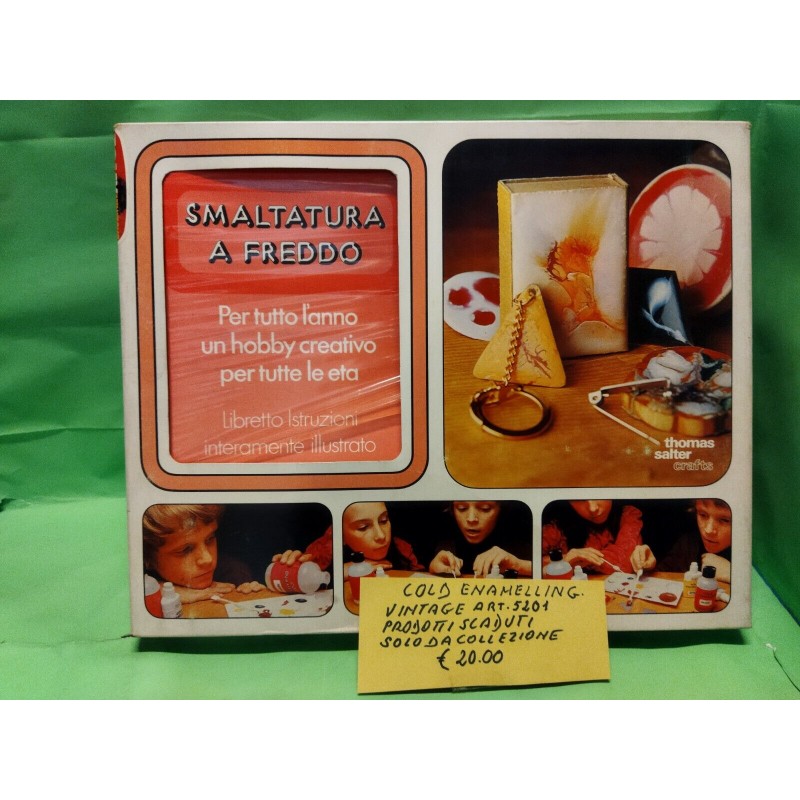 SMALTATURA
A FREDDO
Per tutto l'anno
un hobby creativo
per tutte le eta
Libretto Istruzioni
interamente illustrato
thomas
salter
crafts
COLD ENAMELLING.
VINTAGE ART. 5201
PRODOTTI SCADUTI
SOLO DA COLLEZIONE
€ 20.00